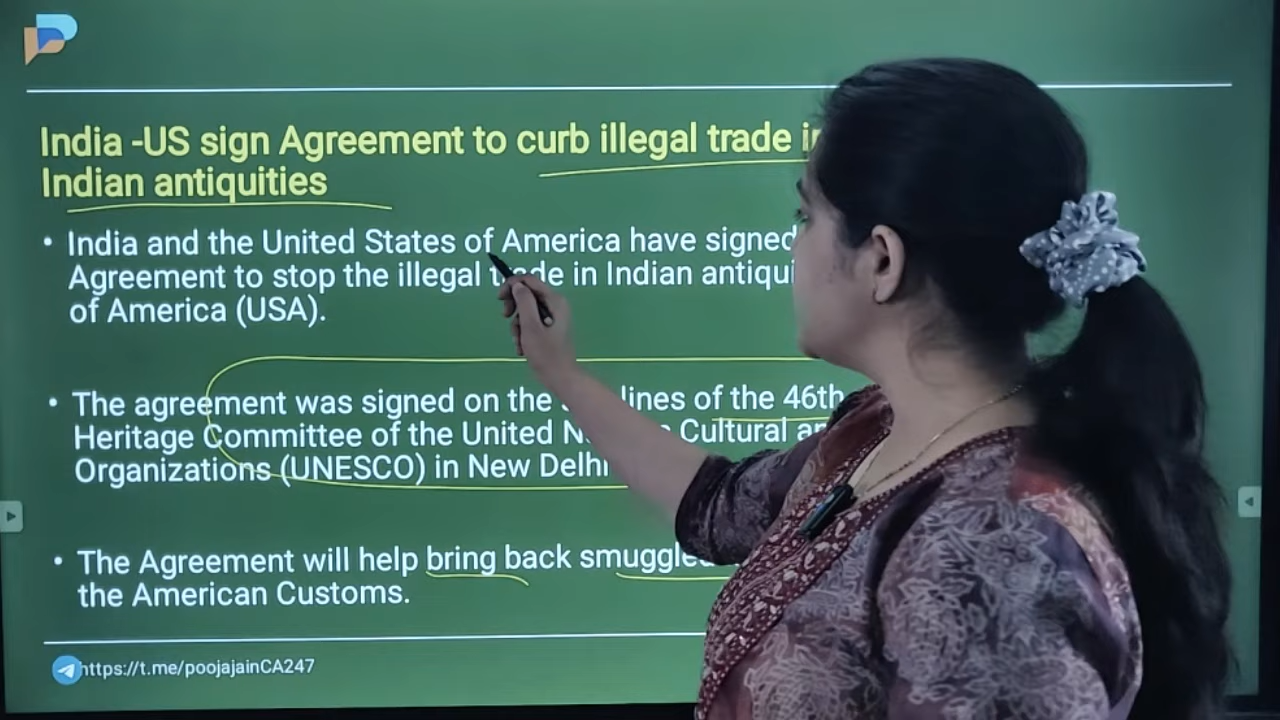 India -US sign Agreement to curb illegal trade
Indian antiquities
• India and the United States of America have signed
Agreement to stop the illegal trade in Indian
of America (USA).
• The agreement was signed on the lines of the 46th
Heritage Committee of the United Cultural
Organizations (UNESCO) in New Delhi
• The Agreement will help bring back
the American Customs.
https://t.me/poojajainCA247